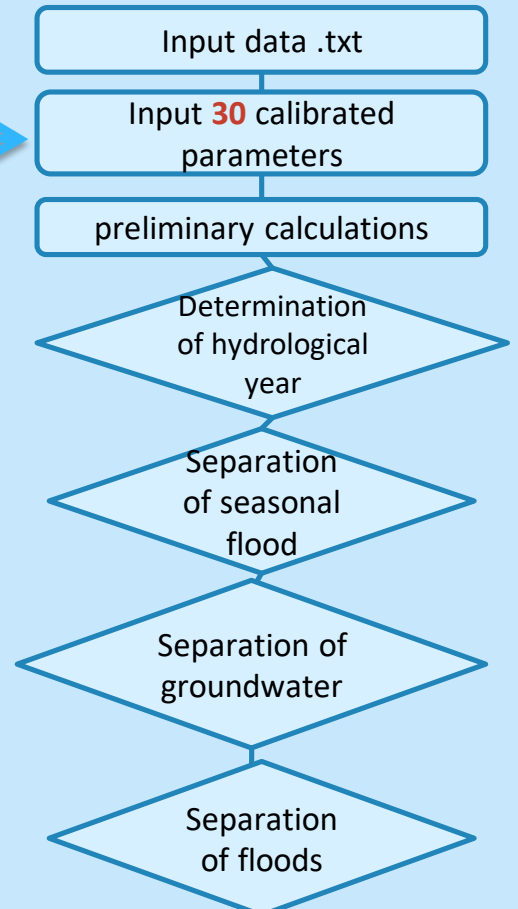 Input data .txt
Input 30 calibrated
parameters
preliminary calculations
Determination
of hydrological
year
Separation
of seasonal
flood
Separation of
groundwater
Separation
of floods